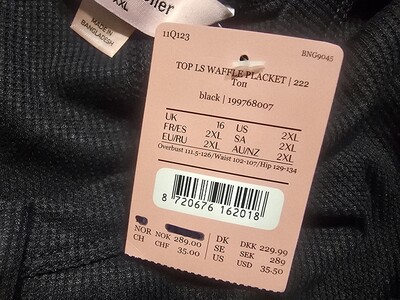 ller
XXL
MADE IN
BANGLADESH
11Q123
BNG9045
TOP LS WAFFLE PLACKET | 222
Ton
black | 199768007
UK 16 US 2XL
FR/ES 2XL SA 2XL
EU/RU 2XL AU/NZ 2XL
Overbust 111.5-126/Waist 102-107/Hip 129-134
8 720676 162018
NOR NOK 289.00 DK DKK 229.99
CH CHF 35.00 SE SEK 289
US USD 35.50